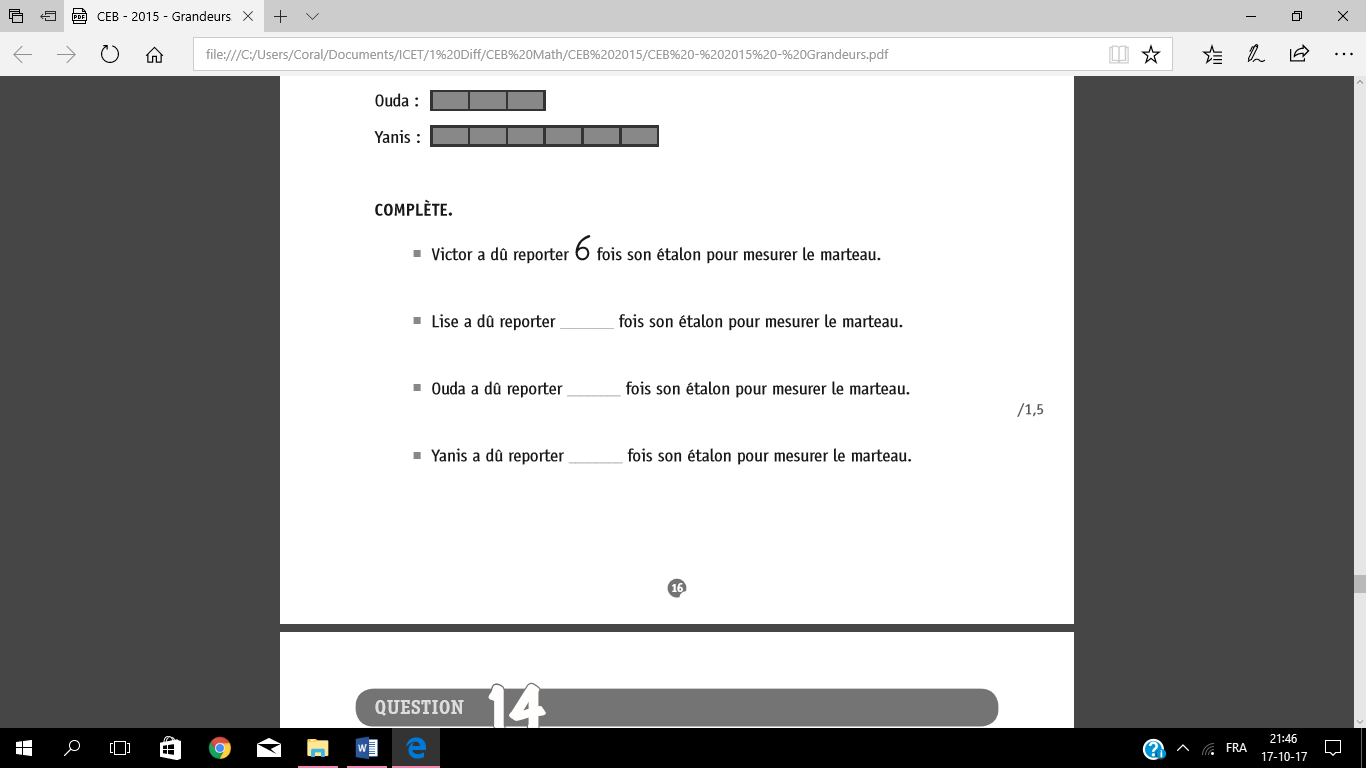 CEB - 2015 - Grandeurs
file:///C:/Users/Coral/Documents/ICET/1%20Diff/CEB%20Math/CEB%202015/CEB%20-%202015%20-%20Grandeurs.pdf
Ouda :
Yanis :
COMPLÈTE.
Victor a dû reporter 6 fois son étalon pour mesurer le marteau.
Lise a dû reporter ______ fois son étalon pour mesurer le marteau.
Ouda a dû reporter ______ fois son étalon pour mesurer le marteau.
/1,5
Yanis a dû reporter ______ fois son étalon pour mesurer le marteau.
16
QUESTION 14
FRA
21:46
17-10-17